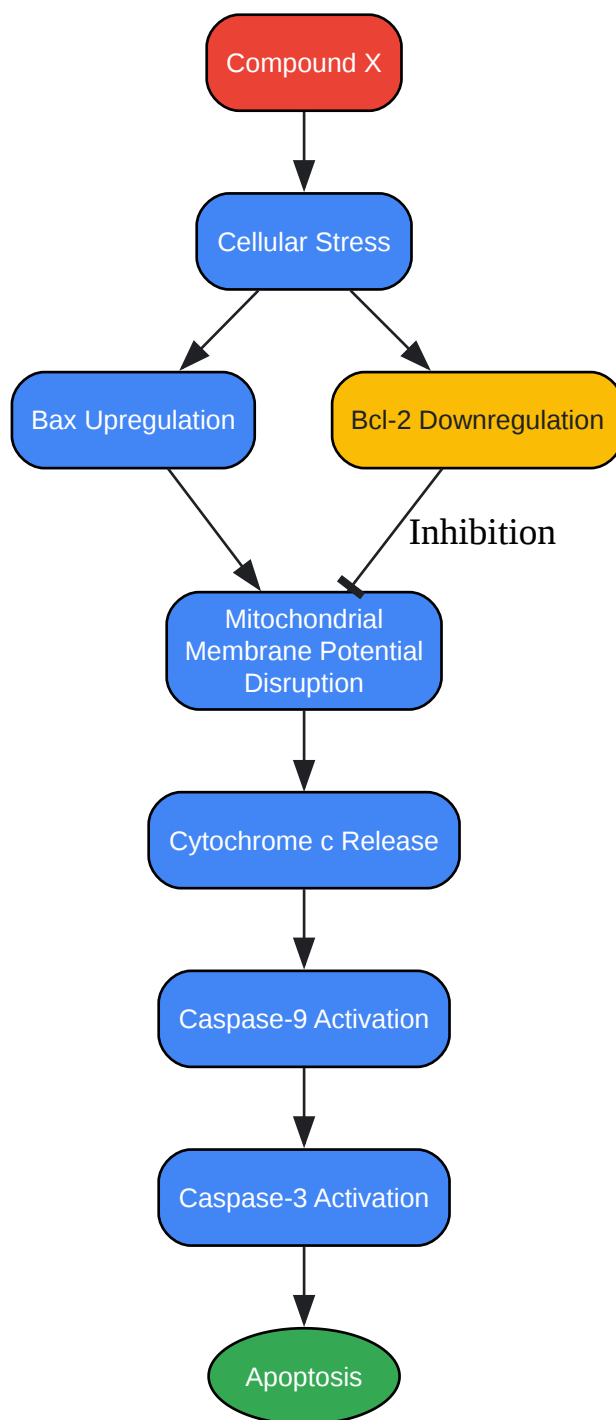 Compound X
Cellular Stress
Bax Upregulation
Bcl-2 Downregulation
Inhibition
Mitochondrial
Membrane Potential
Disruption
Cytochrome c Release
Caspase-9 Activation
Caspase-3 Activation
Apoptosis